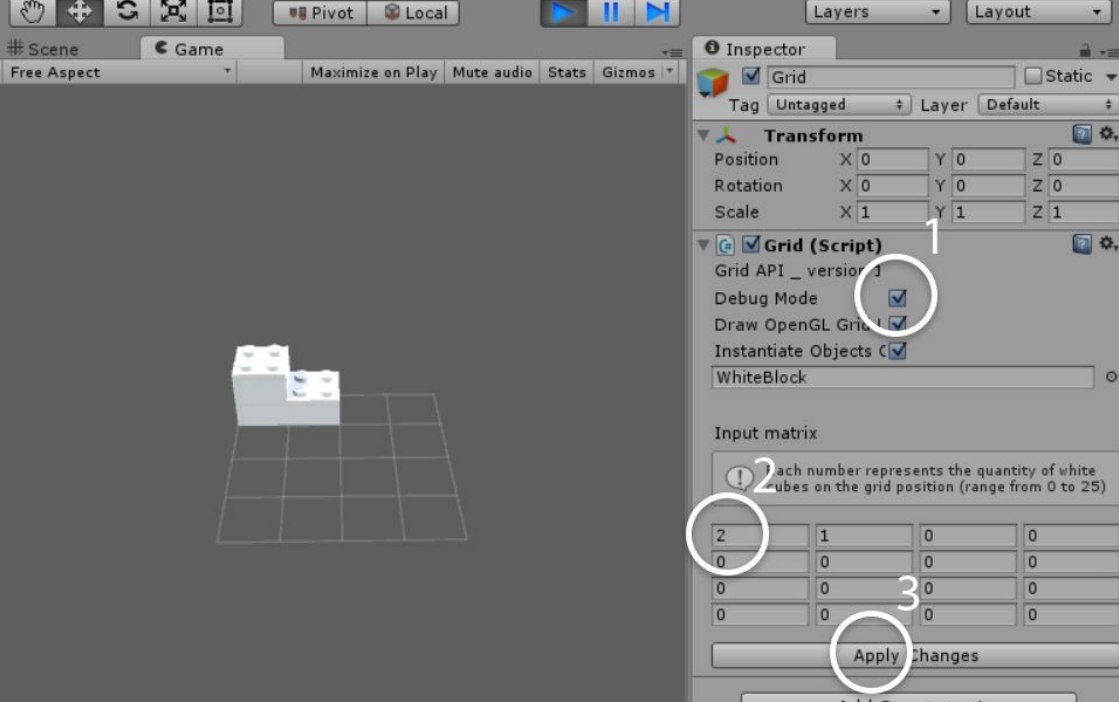 Pivot Local Layers Layout
Scene Game Inspector
Free Aspect Maximize on Play Mute audio Stats Gizmos
Grid Static
Tag Untagged Layer Default
Transform
Position X 0 Y 0 Z 0
Rotation X 0 Y 0 Z 0
Scale X 1 Y 1 Z 1
1
Grid (Script)
Grid API _ version 1
Debug Mode
Draw OpenGL Grid
Instantiate Objects
WhiteBlock
Input matrix
2
Each number represents the quantity of white
cubes on the grid position (range from 0 to 25)
2 1 0 0
0 0 0 0
3
0 0 0 0
0 0 0 0
Apply Changes